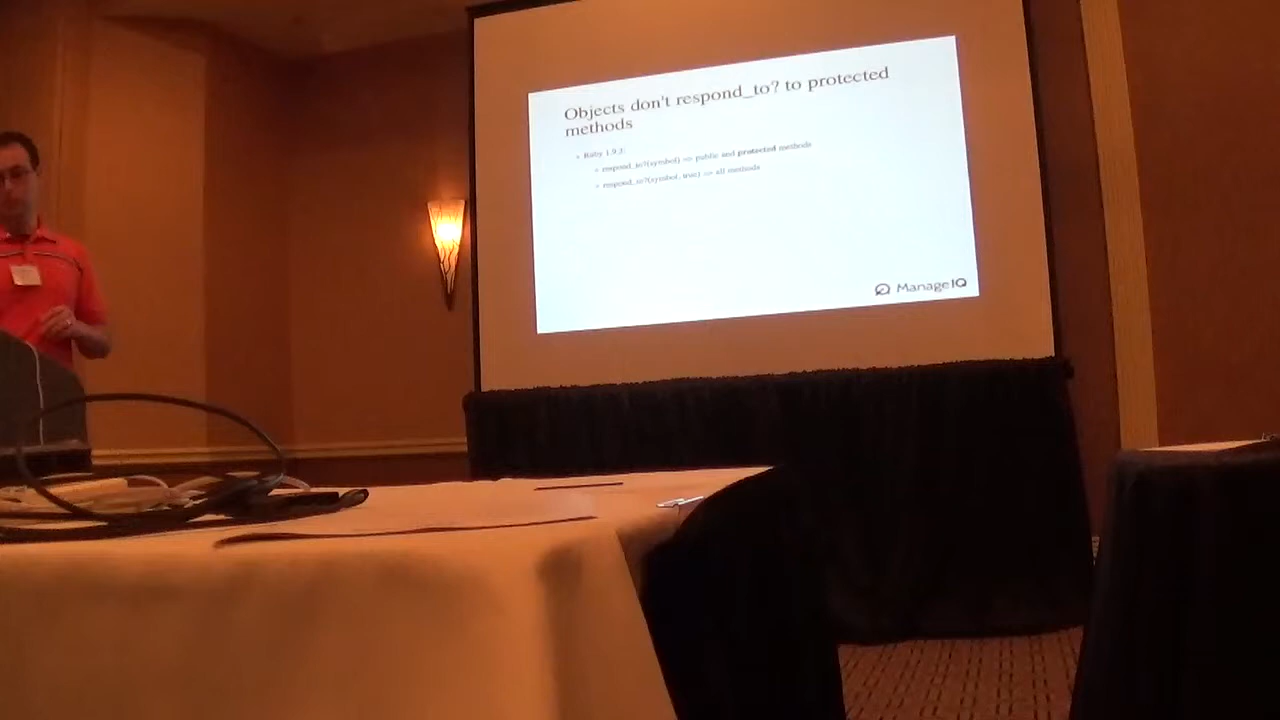 Objects don't respond_to? to protected
methods
• Ruby 1.9.3:
• respond_to?(symbol) => public and protected methods
• respond_to?(symbol, true) => all methods
ManageIQ